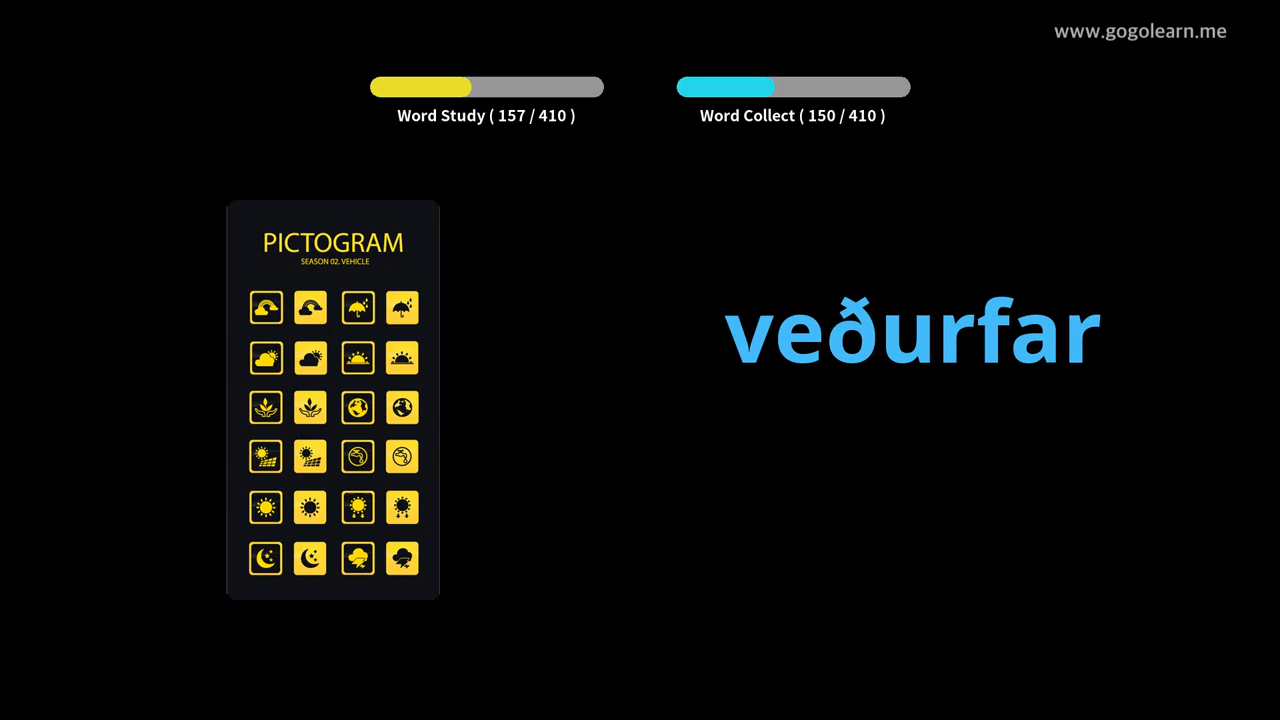 www.gogolearn.me
Word Study ( 157 / 410 )
Word Collect ( 150 / 410 )
PICTOGRAM
SEASON 02. VEHICLE
veðurfar